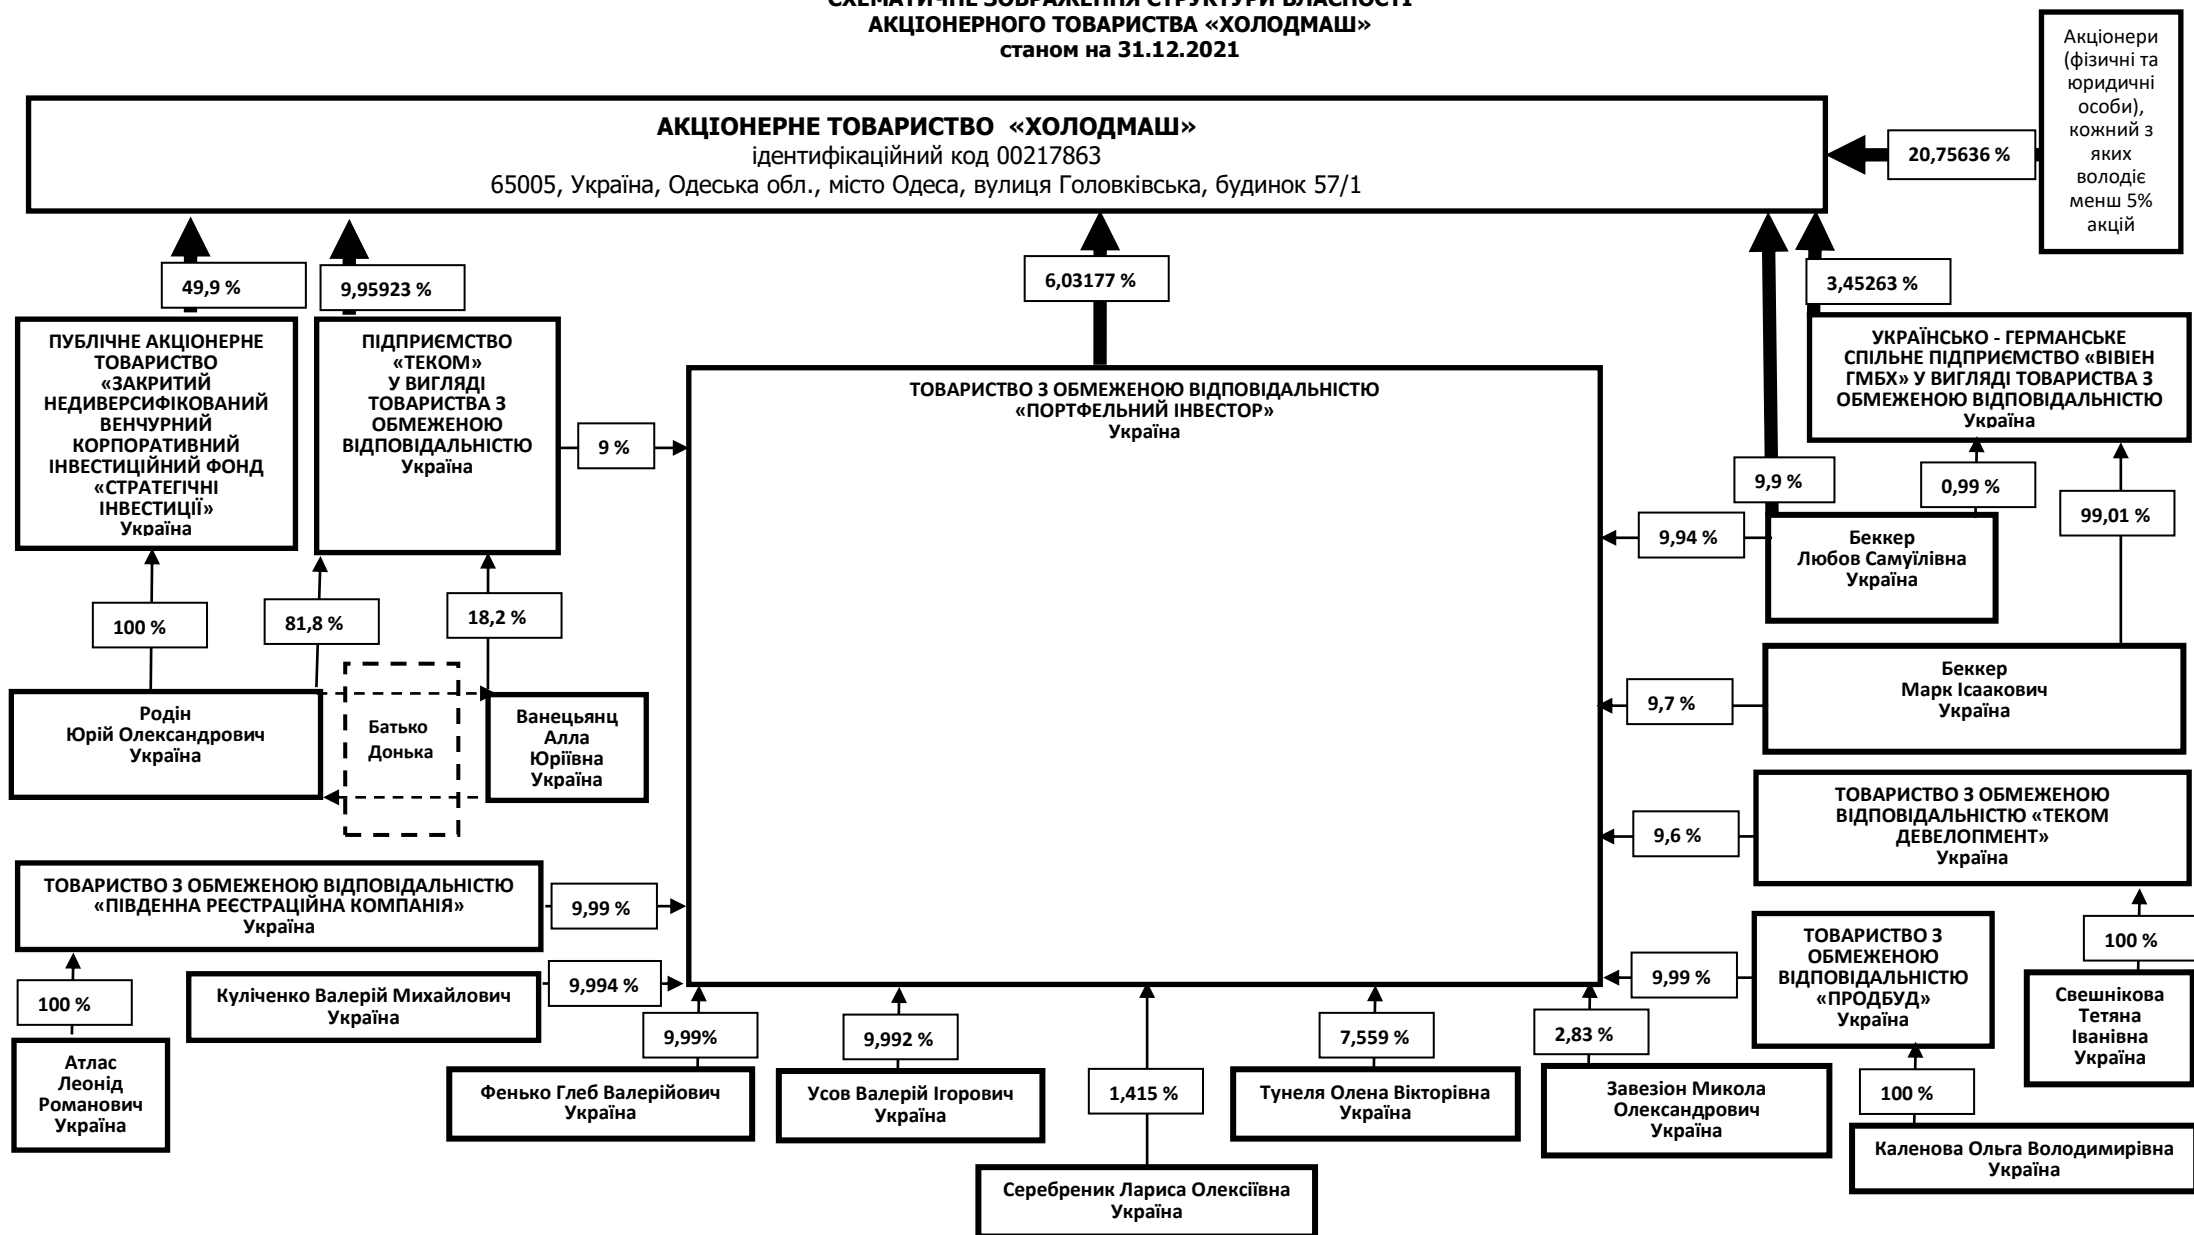 СХЕМАТИЧНЕ ЗОБРАЖЕННЯ СТРУКТУРИ ВЛАСНОСТІ
АКЦІОНЕРНОГО ТОВАРИСТВА «ХОЛОДМАШ»
станом на 31.12.2021
Акціонери
(фізичні та
юридичні
особи),
кожний з
яких
володіє
менш 5%
акцій
АКЦІОНЕРНЕ ТОВАРИСТВО «ХОЛОДМАШ»
ідентифікаційний код 00217863
65005, Україна, Одеська обл., місто Одеса, вулиця Головківська, будинок 57/1
20,75636 %
49,9 %
9,95923 %
6,03177 %
3,45263 %
ПУБЛІЧНЕ АКЦІОНЕРНЕ
ТОВАРИСТВО
«ЗАКРИТИЙ
НЕДИВЕРСИФІКОВАНИЙ
ВЕНЧУРНИЙ
КОРПОРАТИВНИЙ
ІНВЕСТИЦІЙНИЙ ФОНД
«СТРАТЕГІЧНІ
ІНВЕСТИЦІЇ»
Україна
ПІДПРИЄМСТВО
«ТЕКОМ»
У ВИГЛЯДІ
ТОВАРИСТВА З
ОБМЕЖЕНОЮ
ВІДПОВІДАЛЬНІСТЮ
Україна
9 %
ТОВАРИСТВО З ОБМЕЖЕНОЮ ВІДПОВІДАЛЬНІСТЮ
«ПОРТФЕЛЬНИЙ ІНВЕСТОР»
Україна
УКРАЇНСЬКО - ГЕРМАНСЬКЕ
СПІЛЬНЕ ПІДПРИЄМСТВО «ВІВІЕН
ГМБХ» У ВИГЛЯДІ ТОВАРИСТВА З
ОБМЕЖЕНОЮ ВІДПОВІДАЛЬНІСТЮ
Україна
9,9 %
0,99 %
99,01 %
9,94 %
Беккер
Любов Самуїлівна
Україна
100 %
81,8 %
18,2 %
Родін
Юрій Олександрович
Україна
Батько
Донька
Ванецьянц
Алла
Юріївна
Україна
9,7 %
Беккер
Марк Ісаакович
Україна
9,6 %
ТОВАРИСТВО З ОБМЕЖЕНОЮ
ВІДПОВІДАЛЬНІСТЮ «ТЕКОМ
ДЕВЕЛОПМЕНТ»
Україна
ТОВАРИСТВО З ОБМЕЖЕНОЮ ВІДПОВІДАЛЬНІСТЮ
«ПІВДЕННА РЕЄСТРАЦІЙНА КОМПАНІЯ»
Україна
9,99 %
100 %
Куліченко Валерій Михайлович
Україна
9,994 %
9,99 %
ТОВАРИСТВО З
ОБМЕЖЕНОЮ
ВІДПОВІДАЛЬНІСТЮ
«ПРОДБУД»
Україна
100 %
Свешнікова
Тетяна
Іванівна
Україна
Атлас
Леонід
Романович
Україна
9,99%
9,992 %
1,415 %
7,559 %
2,83 %
100 %
Фенько Глеб Валерійович
Україна
Усов Валерій Ігорович
Україна
Тунеля Олена Вікторівна
Україна
Завезіон Микола
Олександрович
Україна
Каленова Ольга Володимирівна
Україна
Серебреник Лариса Олексіївна
Україна